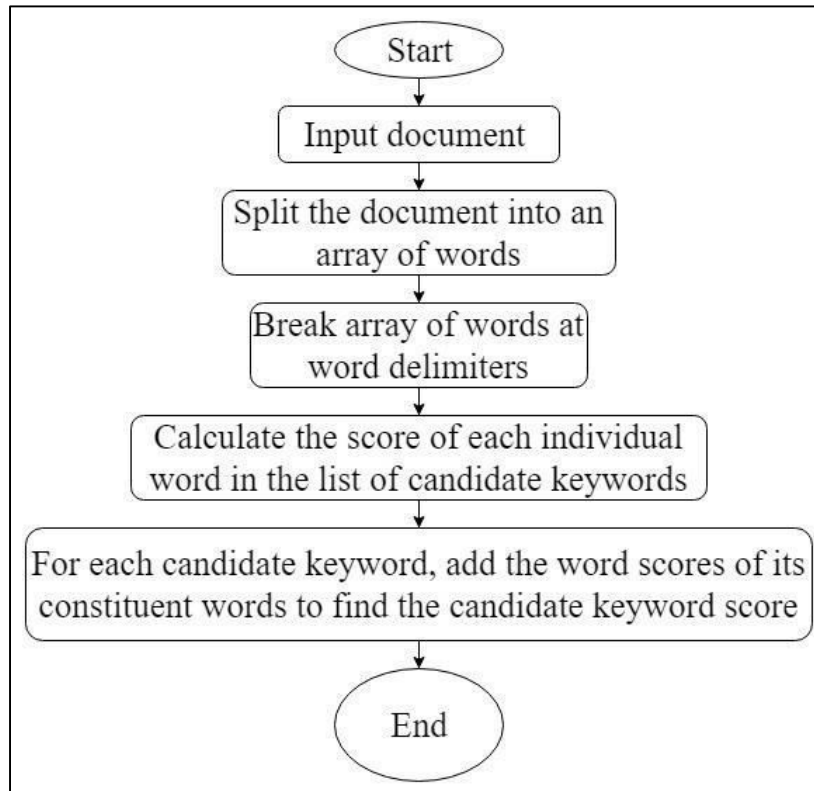 Start
Input document
Split the document into an
array of words
Break array of words at
word delimiters
Calculate the score of each individual
word in the list of candidate keywords
For each candidate keyword, add the word scores of its
constituent words to find the candidate keyword score
End